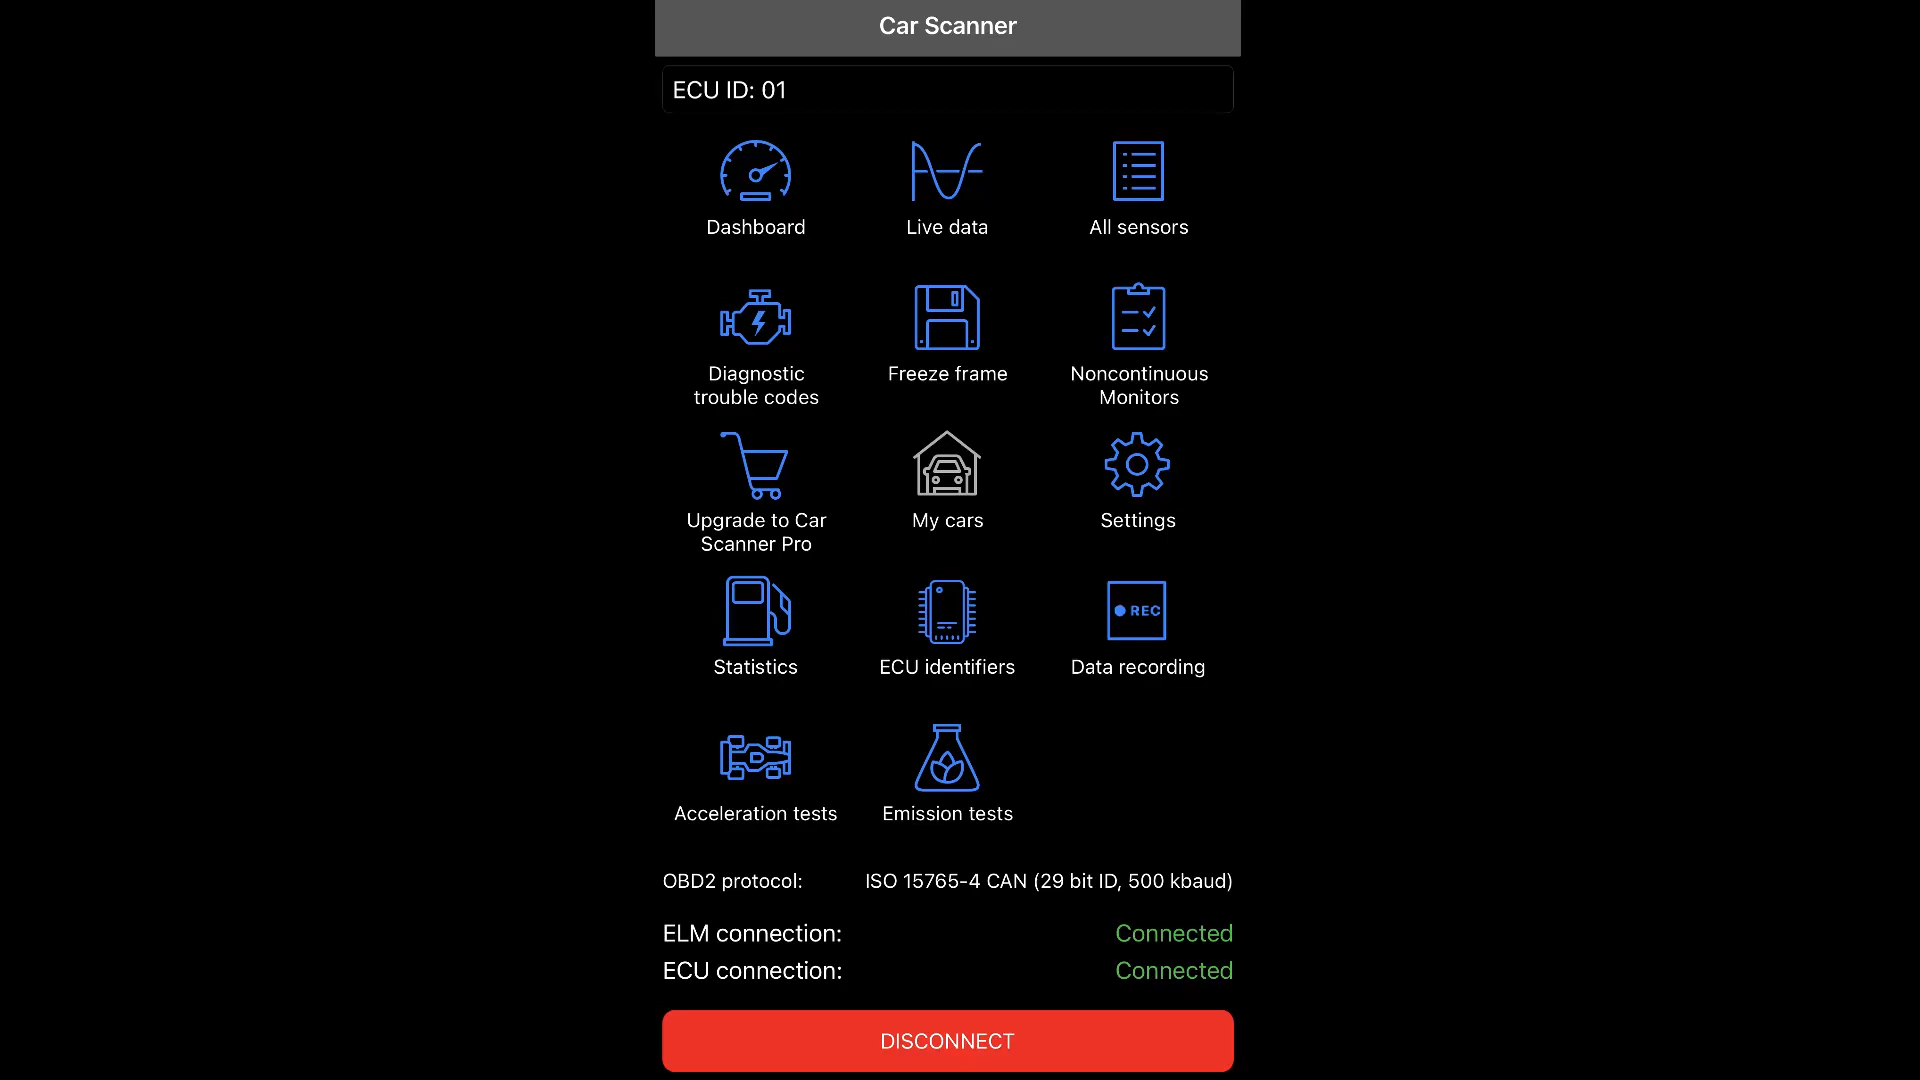 Car Scanner
ECU ID: 01
Dashboard
Live data
All sensors
Diagnostic
trouble codes
Freeze frame
Noncontinuous
Monitors
Upgrade to Car
Scanner Pro
My cars
Settings
Statistics
ECU identifiers
REC
Data recording
Acceleration tests
Emission tests
OBD2 protocol: ISO 15765-4 CAN (29 bit ID, 500 kbaud)
ELM connection: Connected
ECU connection: Connected
DISCONNECT